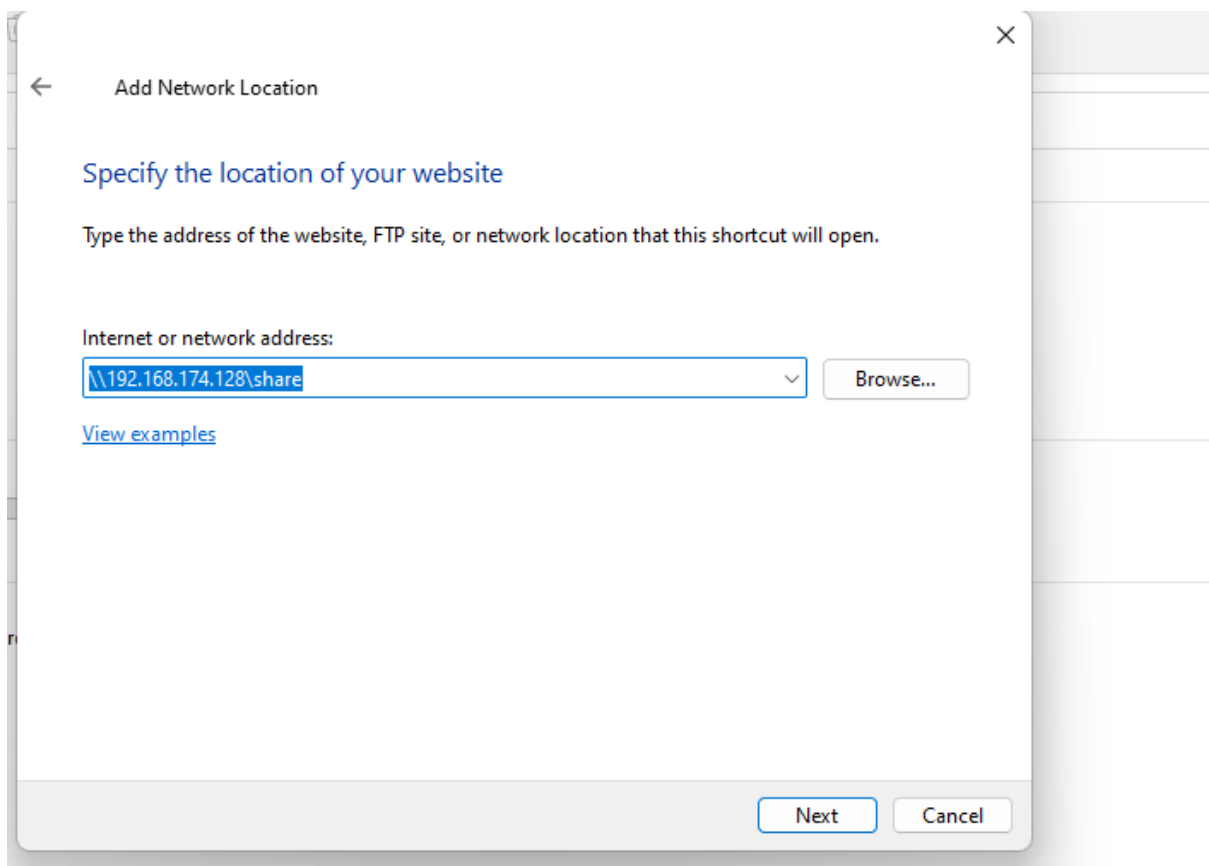 Add Network Location
Specify the location of your website
Type the address of the website, FTP site, or network location that this shortcut will open.
Internet or network address:
\\192.168.174.128\share
Browse...
View examples
Next
Cancel